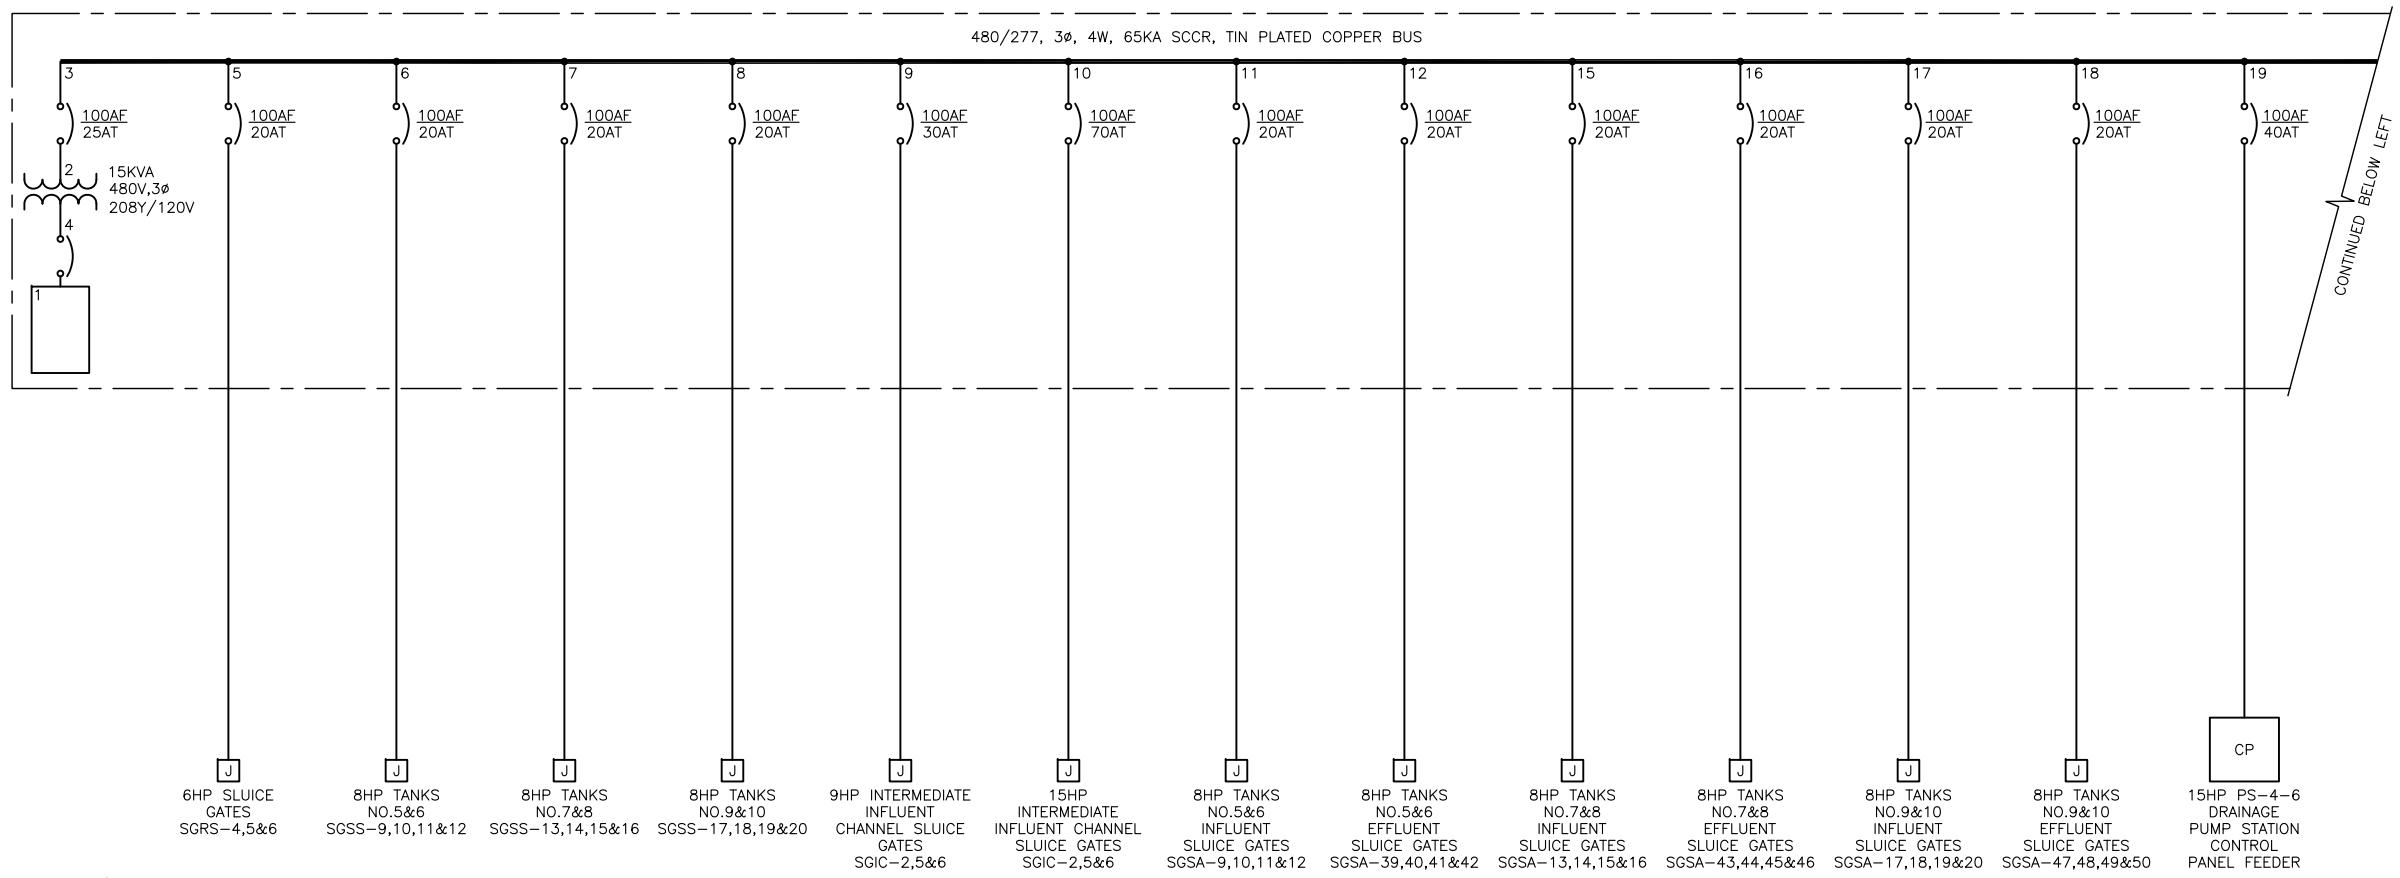 480/277, 3ø, 4W, 65KA SCCR, TIN PLATED COPPER BUS
3
100AF
25AT
2
15KVA
480V,3ø
208Y/120V
4
1
5
100AF
20AT
6
100AF
20AT
7
100AF
20AT
8
100AF
20AT
9
100AF
30AT
10
100AF
70AT
11
100AF
20AT
12
100AF
20AT
15
100AF
20AT
16
100AF
20AT
17
100AF
20AT
18
100AF
20AT
19
100AF
40AT
CONTINUED BELOW LEFT
J
6HP SLUICE
GATES
SGRS-4,5&6
J
8HP TANKS
NO.5&6
SGSS-9,10,11&12
J
8HP TANKS
NO.7&8
SGSS-13,14,15&16
J
8HP TANKS
NO.9&10
SGSS-17,18,19&20
J
9HP INTERMEDIATE
INFLUENT
CHANNEL SLUICE
GATES
SGIC-2,5&6
J
15HP
INTERMEDIATE
INFLUENT CHANNEL
SLUICE GATES
SGIC-2,5&6
J
8HP TANKS
NO.5&6
INFLUENT
SLUICE GATES
SGSA-9,10,11&12
J
8HP TANKS
NO.5&6
EFFLUENT
SLUICE GATES
SGSA-39,40,41&42
J
8HP TANKS
NO.7&8
INFLUENT
SLUICE GATES
SGSA-13,14,15&16
J
8HP TANKS
NO.7&8
EFFLUENT
SLUICE GATES
SGSA-43,44,45&46
J
8HP TANKS
NO.9&10
INFLUENT
SLUICE GATES
SGSA-17,18,19&20
J
8HP TANKS
NO.9&10
EFFLUENT
SLUICE GATES
SGSA-47,48,49&50
CP
15HP PS-4-6
DRAINAGE
PUMP STATION
CONTROL
PANEL FEEDER